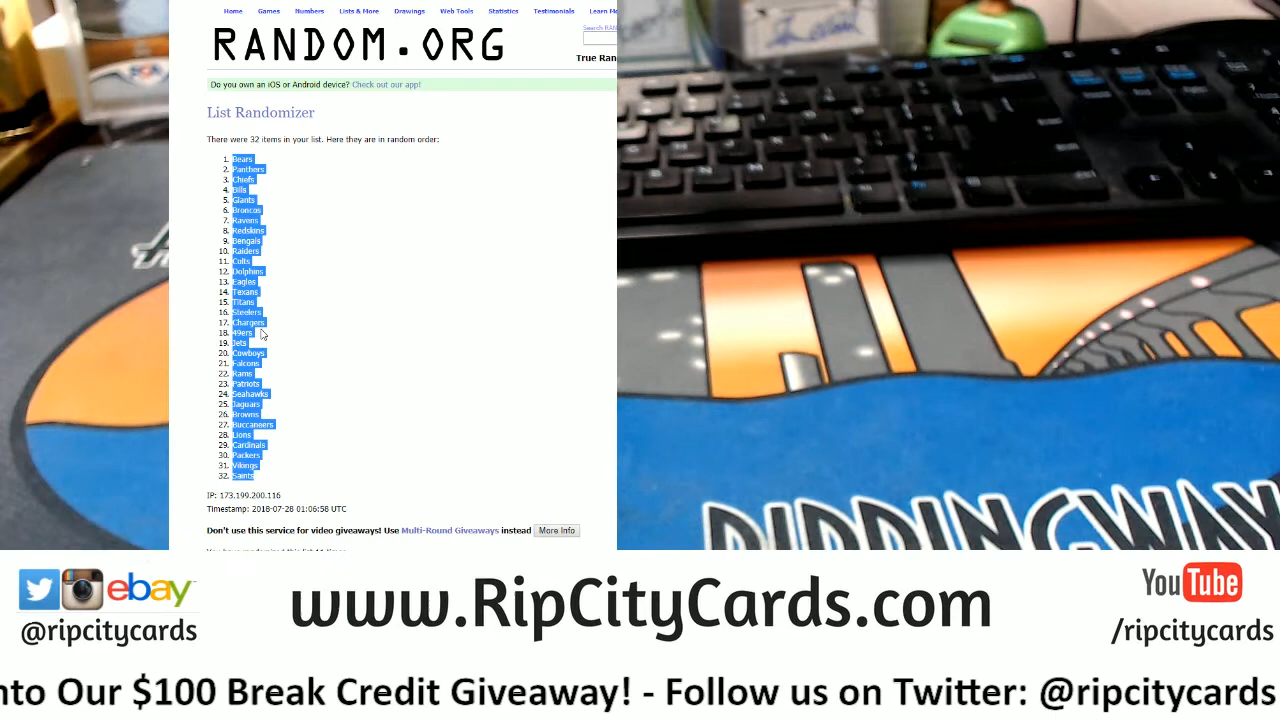 Home Games Numbers Lists & More Drawings Web Tools Statistics Testimonials Learn Mo
RANDOM.ORG
Search RAN
True Ran
Do you own an iOS or Android device? Check out our app!
List Randomizer
There were 32 items in your list. Here they are in random order:
1. Bears
2. Panthers
3. Chiefs
4. Bills
5. Giants
6. Broncos
7. Ravens
8. Redskins
9. Bengals
10. Raiders
11. Colts
12. Dolphins
13. Eagles
14. Texans
15. Titans
16. Steelers
17. Chargers
18. 49ers
19. Jets
20. Cowboys
21. Falcons
22. Rams
23. Patriots
24. Seahawks
25. Jaguars
26. Browns
27. Buccaneers
28. Lions
29. Cardinals
30. Packers
31. Vikings
32. Saints
IP: 173.199.200.116
Timestamp: 2018-07-28 01:06:58 UTC
Don't use this service for video giveaways! Use Multi-Round Giveaways instead More Info
ebay
@ripcitycards
www.RipCityCards.com
YouTube
/ripcitycards
nto Our $100 Break Credit Giveaway! - Follow us on Twitter: @ripcitycards